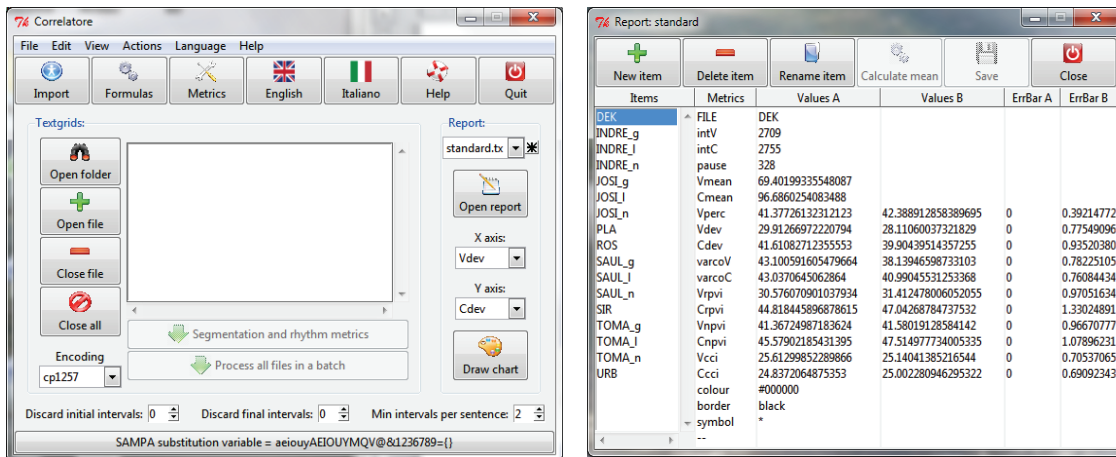 Correlatore
File Edit View Actions Language Help
Import Formulas Metrics English Italiano Help Quit
Textgrids:
Open folder
Open file
Close file
Close all
Encoding
cp1257
Segmentation and rhythm metrics
Process all files in a batch
Report:
standard.tx
Open report
X axis:
Vdev
Y axis:
Cdev
Draw chart
Discard initial intervals: 0 Discard final intervals: 0 Min intervals per sentence: 2
SAMPA substitution variable = aeiouyAEIOUYMQV@&1236789={}
Report: standard
New item Delete item Rename item Calculate mean Save Close
Items Metrics Values A Values B ErrBar A ErrBar B
DEK FILE DEK
INDRE_g intV 2709
INDRE_l intC 2755
INDRE_n pause 328
JOSI_g Vmean 69.40199335548087
JOSI_l Cmean 96.6860254083488
JOSI_n Vperc 41.37726132312123 42.388912858389695 0 0.39214772
PLA Vdev 29.91266972220794 28.11060037321829 0 0.77549096
ROS Cdev 41.61082712355553 39.90439514357255 0 0.93520380
SAUL_g varcoV 43.100591605479664 38.13946598733103 0 0.78225105
SAUL_l varcoC 43.0370645062864 40.99045531253368 0 0.76084434
SAUL_n Vrpvi 30.576070901037934 31.412478006052055 0 0.97051634
SIR Crpvi 44.818445896878615 47.04268784737532 0 1.33024891
TOMA_g Vnpvi 41.36724987183624 41.58019128584142 0 0.96670777
TOMA_l Cnpvi 45.57902218431395 47.514977734005335 0 1.07896231
TOMA_n Vcci 25.61299852289866 25.14041385216544 0 0.70537065
URB Ccci 24.8372064875353 25.002280946295322 0 0.69092343
colour #000000
border black
symbol *
--